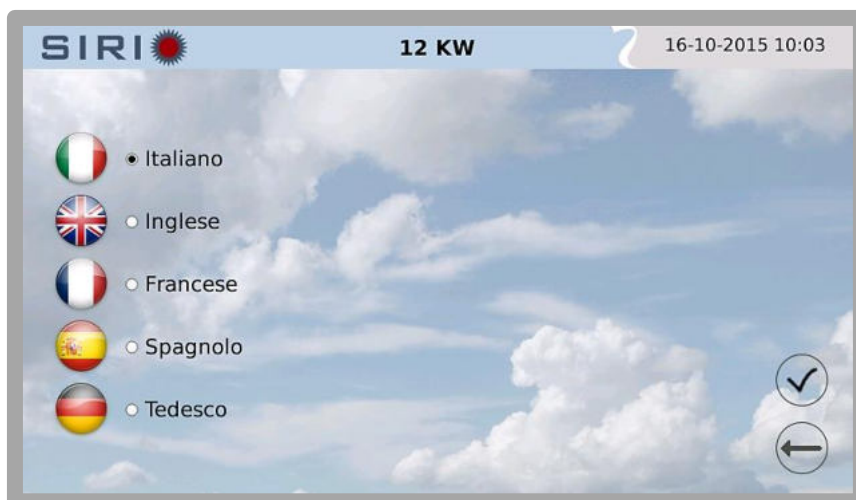 SIRI
12 KW
16-10-2015 10:03
Italiano
Inglese
Francese
Spagnolo
Tedesco